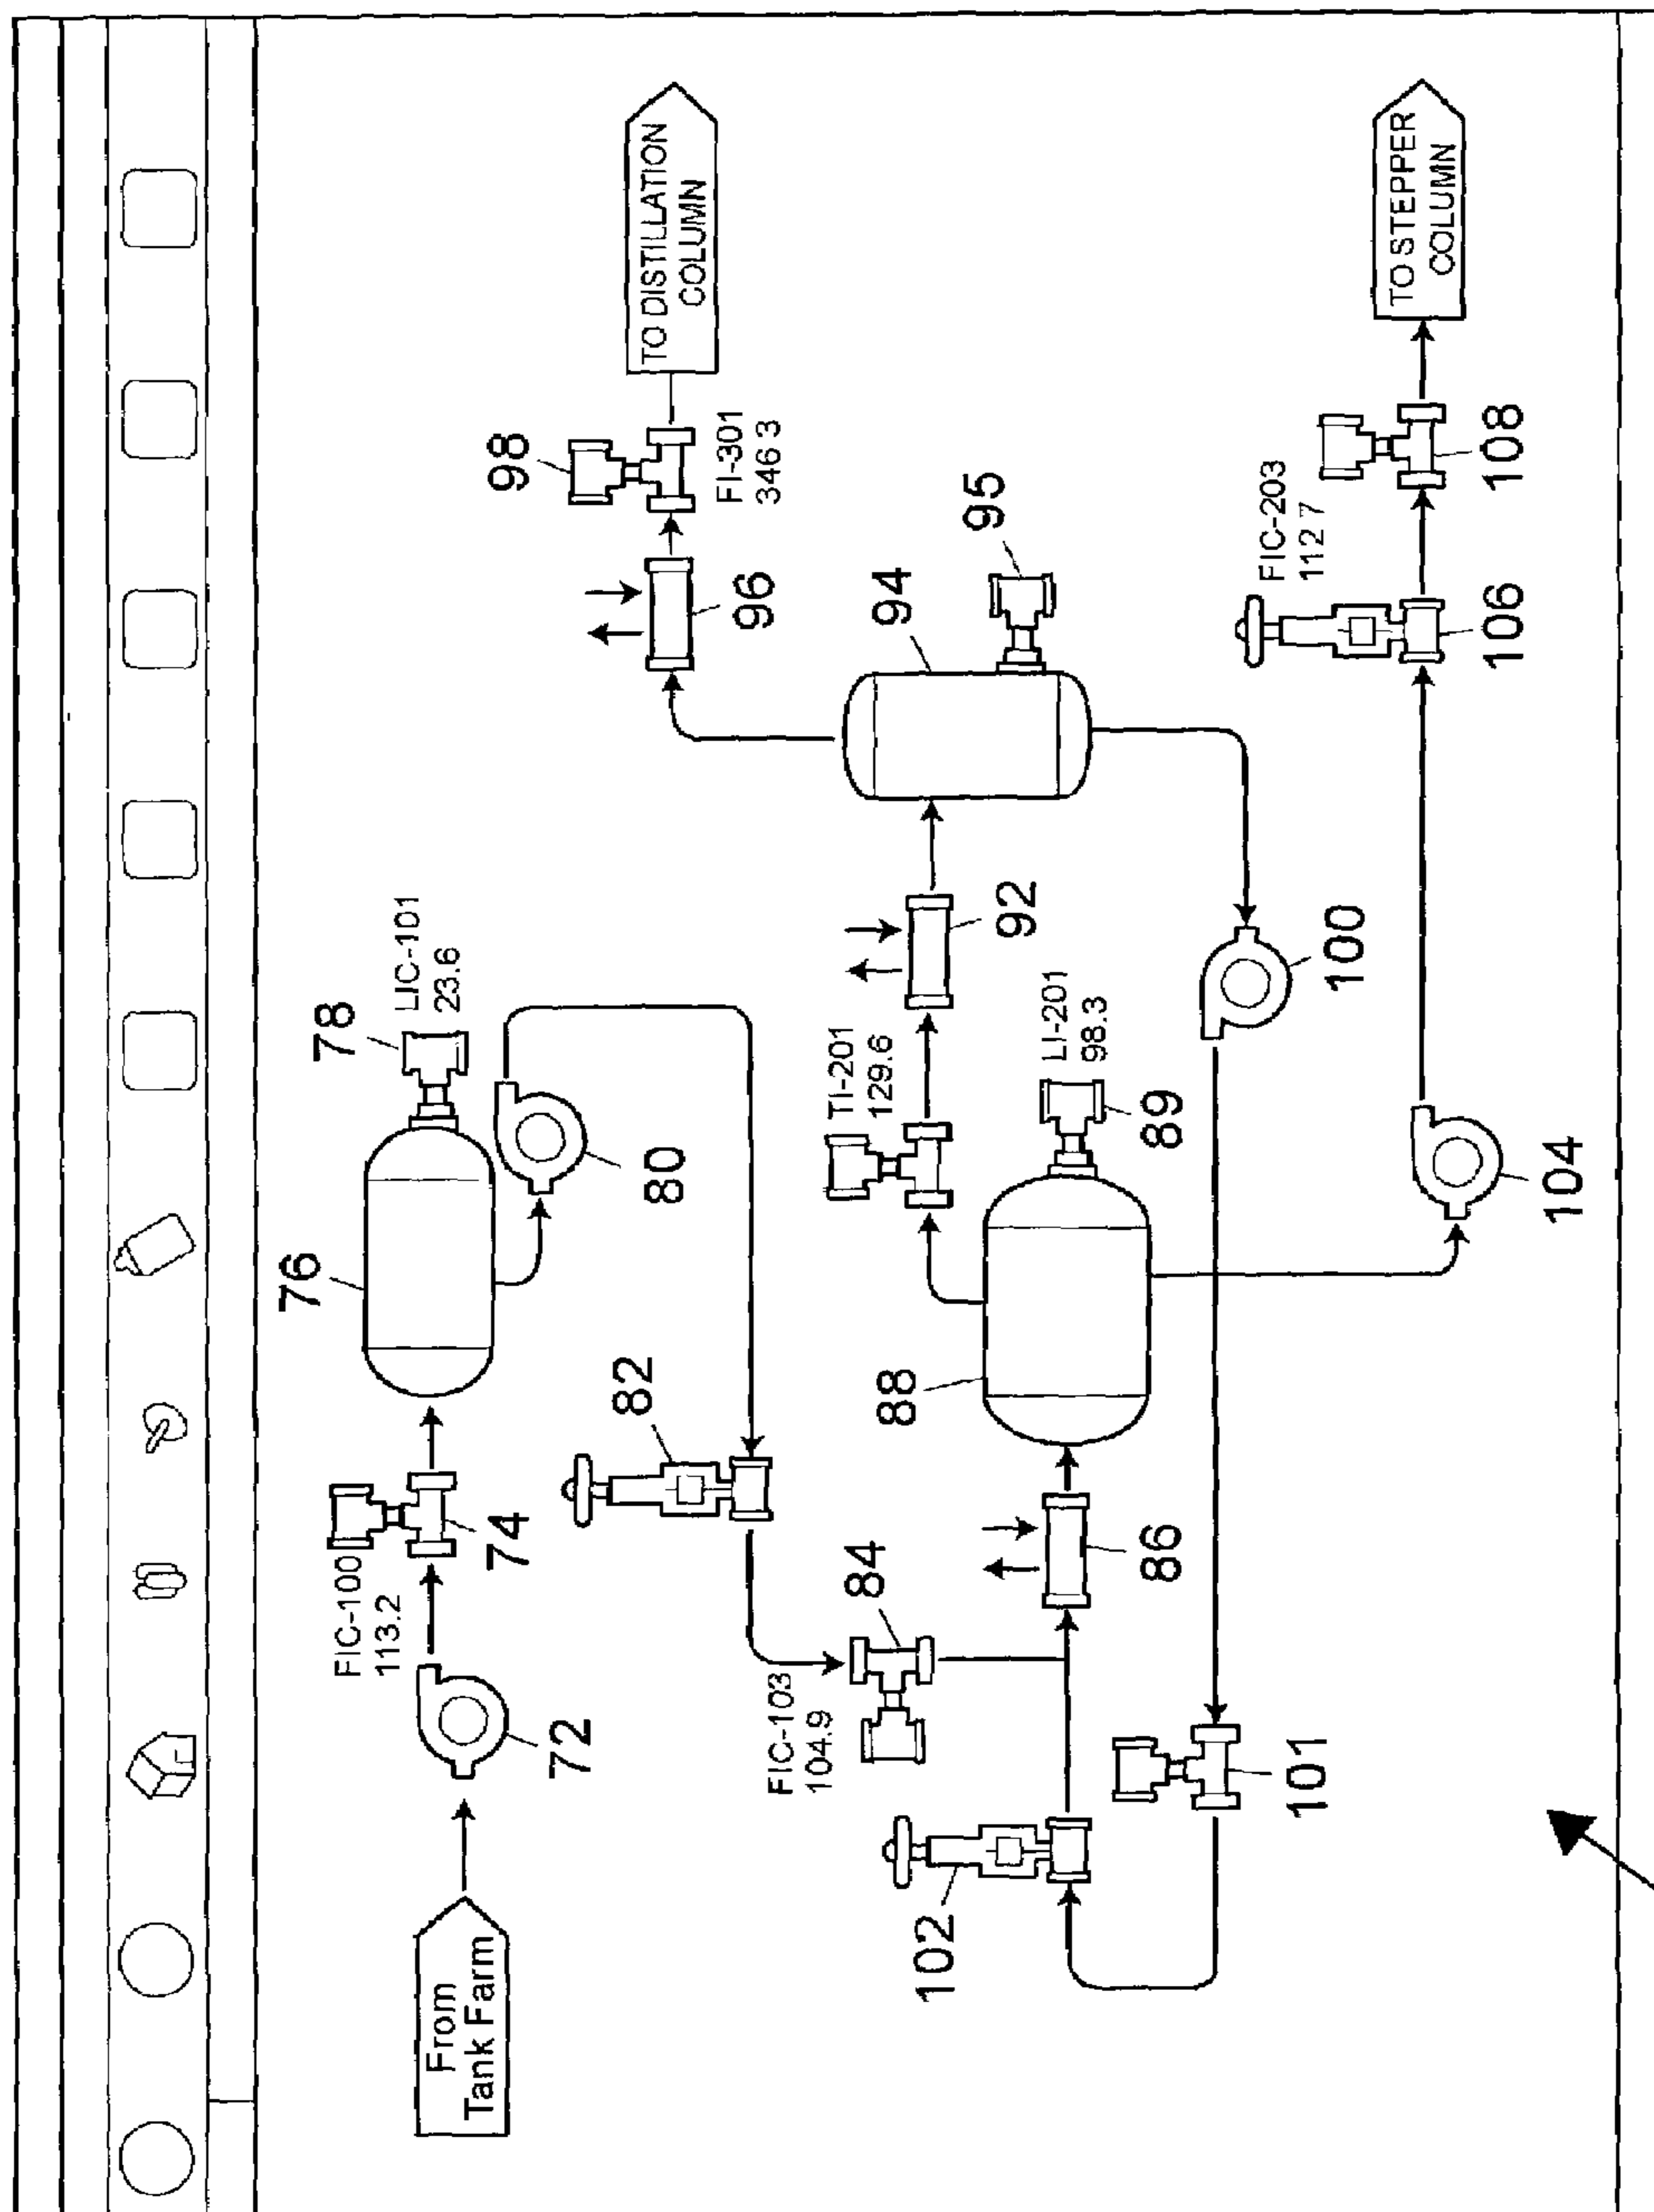 From
Tank Farm
72
FIC-100
113.2
74
76
78
LIC-101
23.6
80
82
FIC-103
104.9
84
86
88
89
LI-201
98.3
TI-201
129.6
92
94
95
96
98
FI-301
346 3
TO DISTILLATION
COLUMN
100
101
102
104
106
FIC-203
112 7
108
TO STEPPER
COLUMN